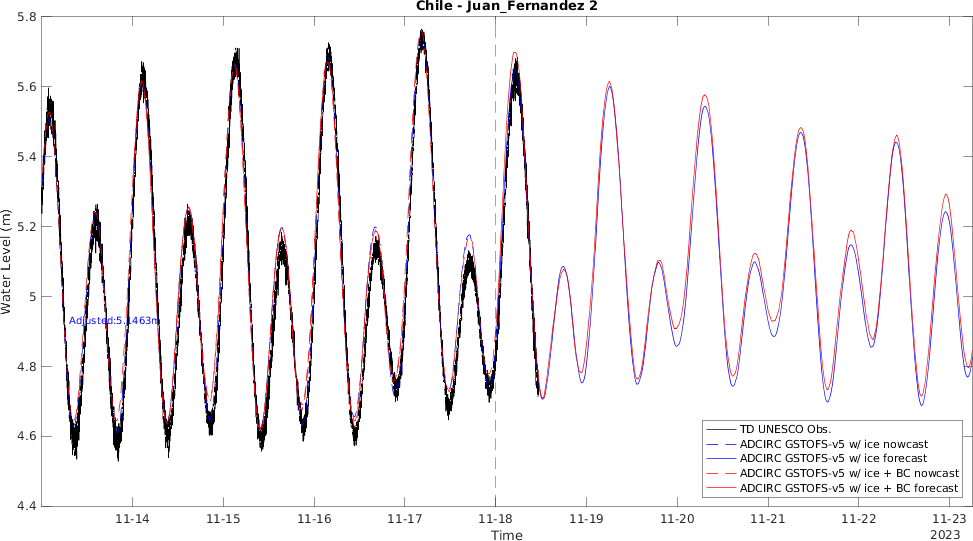 Chile - Juan_Fernandez 2
5.8
5.6
5.4
5.2
5
4.8
4.6
4.4
Water Level (m)
Adjusted:5.1463m
TD UNESCO Obs.
ADCIRC GSTOFS-v5 w/ ice nowcast
ADCIRC GSTOFS-v5 w/ ice forecast
ADCIRC GSTOFS-v5 w/ ice + BC nowcast
ADCIRC GSTOFS-v5 w/ ice + BC forecast
11-14 11-15 11-16 11-17 11-18 11-19 11-20 11-21 11-22 11-23
Time
2023